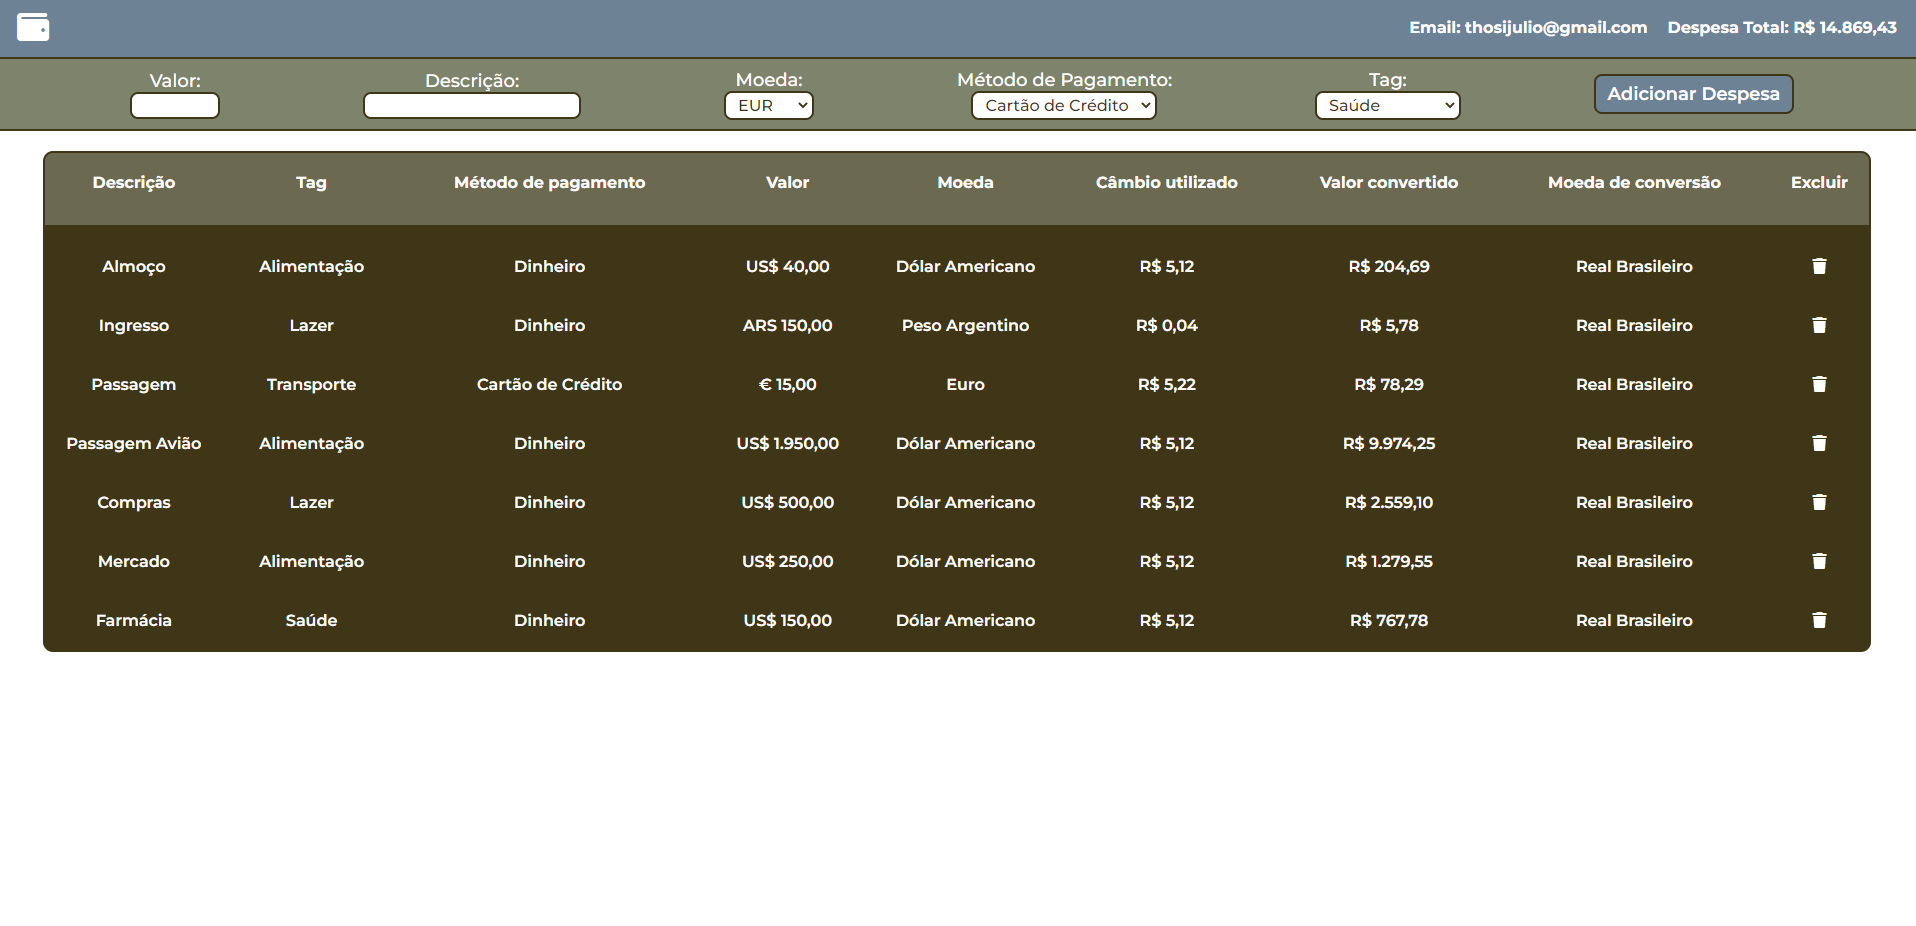 Email: thosijulio@gmail.com Despesa Total: R$ 14.869,43
Valor: Descrição: Moeda: Método de Pagamento: Tag:
EUR Cartão de Crédito Saúde Adicionar Despesa
Descrição Tag Método de pagamento Valor Moeda Câmbio utilizado Valor convertido Moeda de conversão Excluir
Almoço Alimentação Dinheiro US$ 40,00 Dólar Americano R$ 5,12 R$ 204,69 Real Brasileiro
Ingresso Lazer Dinheiro ARS 150,00 Peso Argentino R$ 0,04 R$ 5,78 Real Brasileiro
Passagem Transporte Cartão de Crédito € 15,00 Euro R$ 5,22 R$ 78,29 Real Brasileiro
Passagem Avião Alimentação Dinheiro US$ 1.950,00 Dólar Americano R$ 5,12 R$ 9.974,25 Real Brasileiro
Compras Lazer Dinheiro US$ 500,00 Dólar Americano R$ 5,12 R$ 2.559,10 Real Brasileiro
Mercado Alimentação Dinheiro US$ 250,00 Dólar Americano R$ 5,12 R$ 1.279,55 Real Brasileiro
Farmácia Saúde Dinheiro US$ 150,00 Dólar Americano R$ 5,12 R$ 767,78 Real Brasileiro